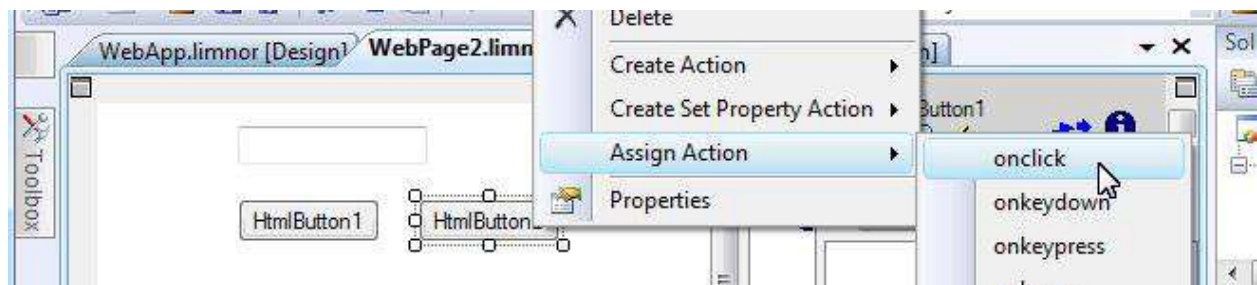 Delete
WebApp.limnor [Design]
WebPage2.limn
Sol
Create Action
Create Set Property Action
Button1
Toolbox
Assign Action
onclick
HtmlButton1
HtmlButton
Properties
onkeydown
onkeypress